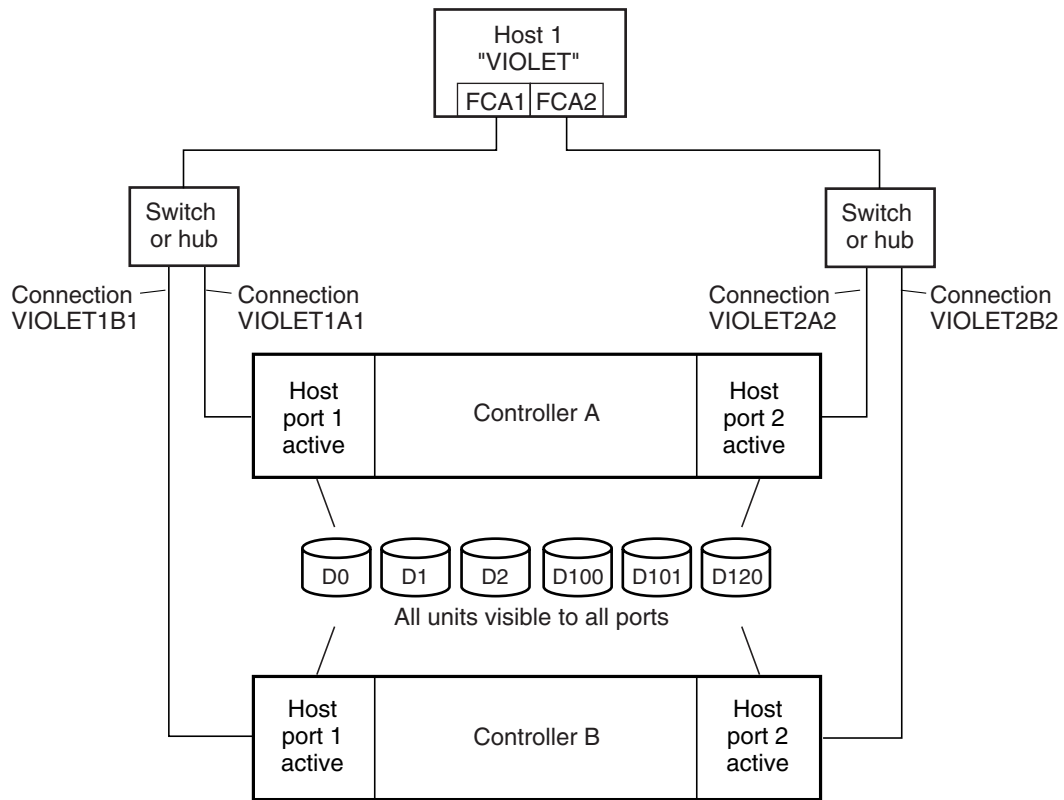 Host 1
"VIOLET"
FCA1 FCA2
Switch
or hub
Switch
or hub
Connection
VIOLET1B1
Connection
VIOLET1A1
Connection
VIOLET2A2
Connection
VIOLET2B2
Host
port 1
active
Controller A
Host
port 2
active
D0 D1 D2 D100 D101 D120
All units visible to all ports
Host
port 1
active
Controller B
Host
port 2
active